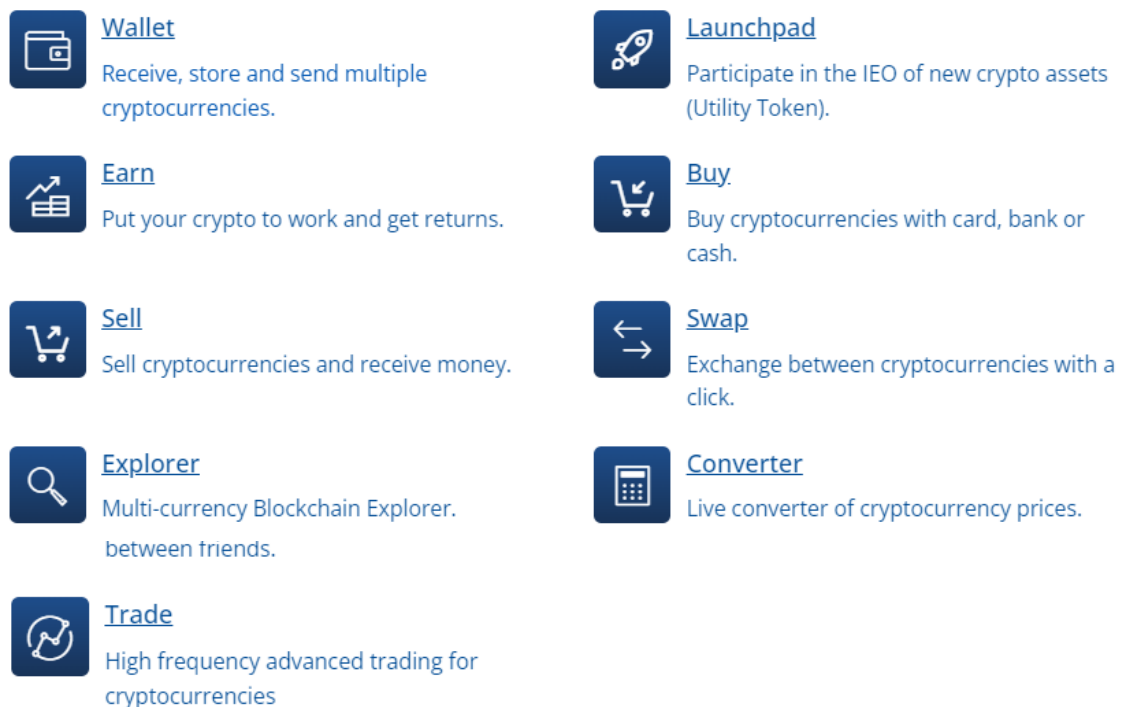 Wallet
Receive, store and send multiple
cryptocurrencies.
Launchpad
Participate in the IEO of new crypto assets
(Utility Token).
Earn
Put your crypto to work and get returns.
Buy
Buy cryptocurrencies with card, bank or
cash.
Sell
Sell cryptocurrencies and receive money.
Swap
Exchange between cryptocurrencies with a
click.
Explorer
Multi-currency Blockchain Explorer.
between friends.
Converter
Live converter of cryptocurrency prices.
Trade
High frequency advanced trading for
cryptocurrencies